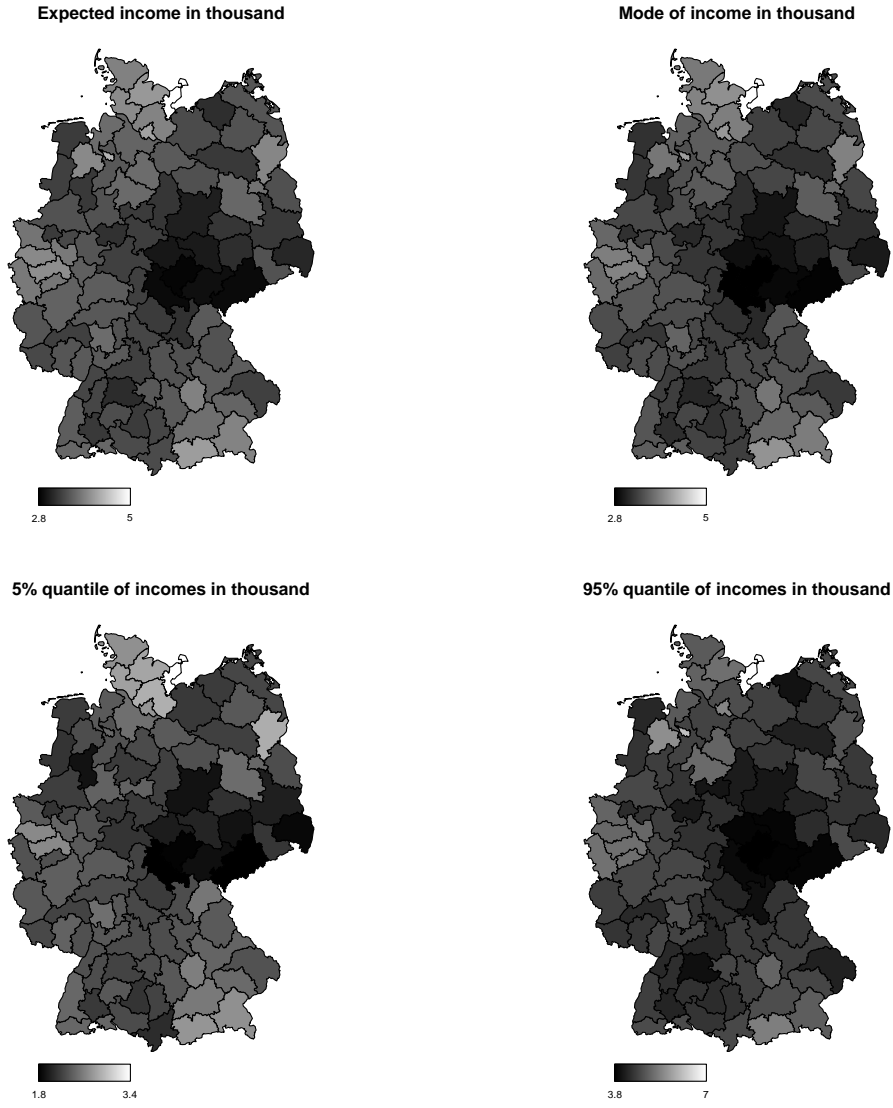 Expected income in thousand
Mode of income in thousand
2.8 5
2.8 5
5% quantile of incomes in thousand
95% quantile of incomes in thousand
1.8 3.4
3.8 7